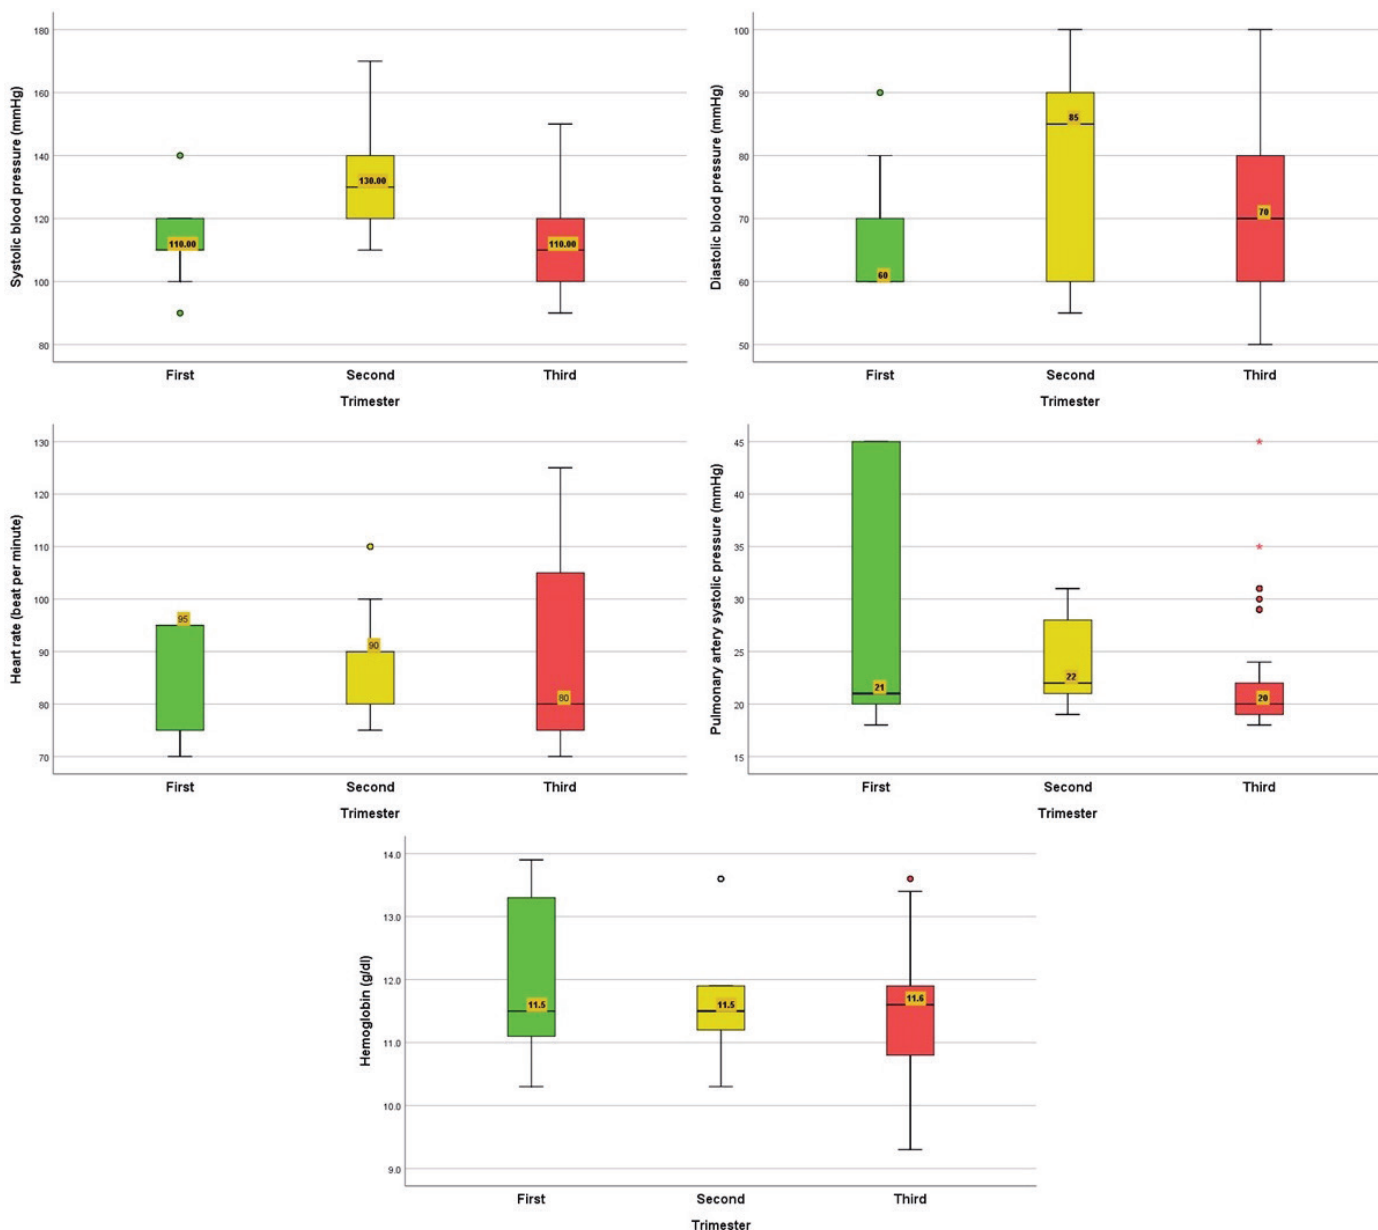 Systolic blood pressure (mmHg)
180
160
140
120
100
80
130.00
110.00
110.00
First
Second
Third
Trimester
Diastolic blood pressure (mmHg)
100
90
80
70
60
50
85
70
60
First
Second
Third
Trimester
Heart rate (beat per minute)
130
120
110
100
90
80
70
95
90
80
First
Second
Third
Trimester
Pulmonary artery systolic pressure (mmHg)
45
40
35
30
25
20
15
21
22
20
First
Second
Third
Trimester
Hemoglobin (g/dl)
14.0
13.0
12.0
11.0
10.0
9.0
11.5
11.5
11.6
First
Second
Third
Trimester